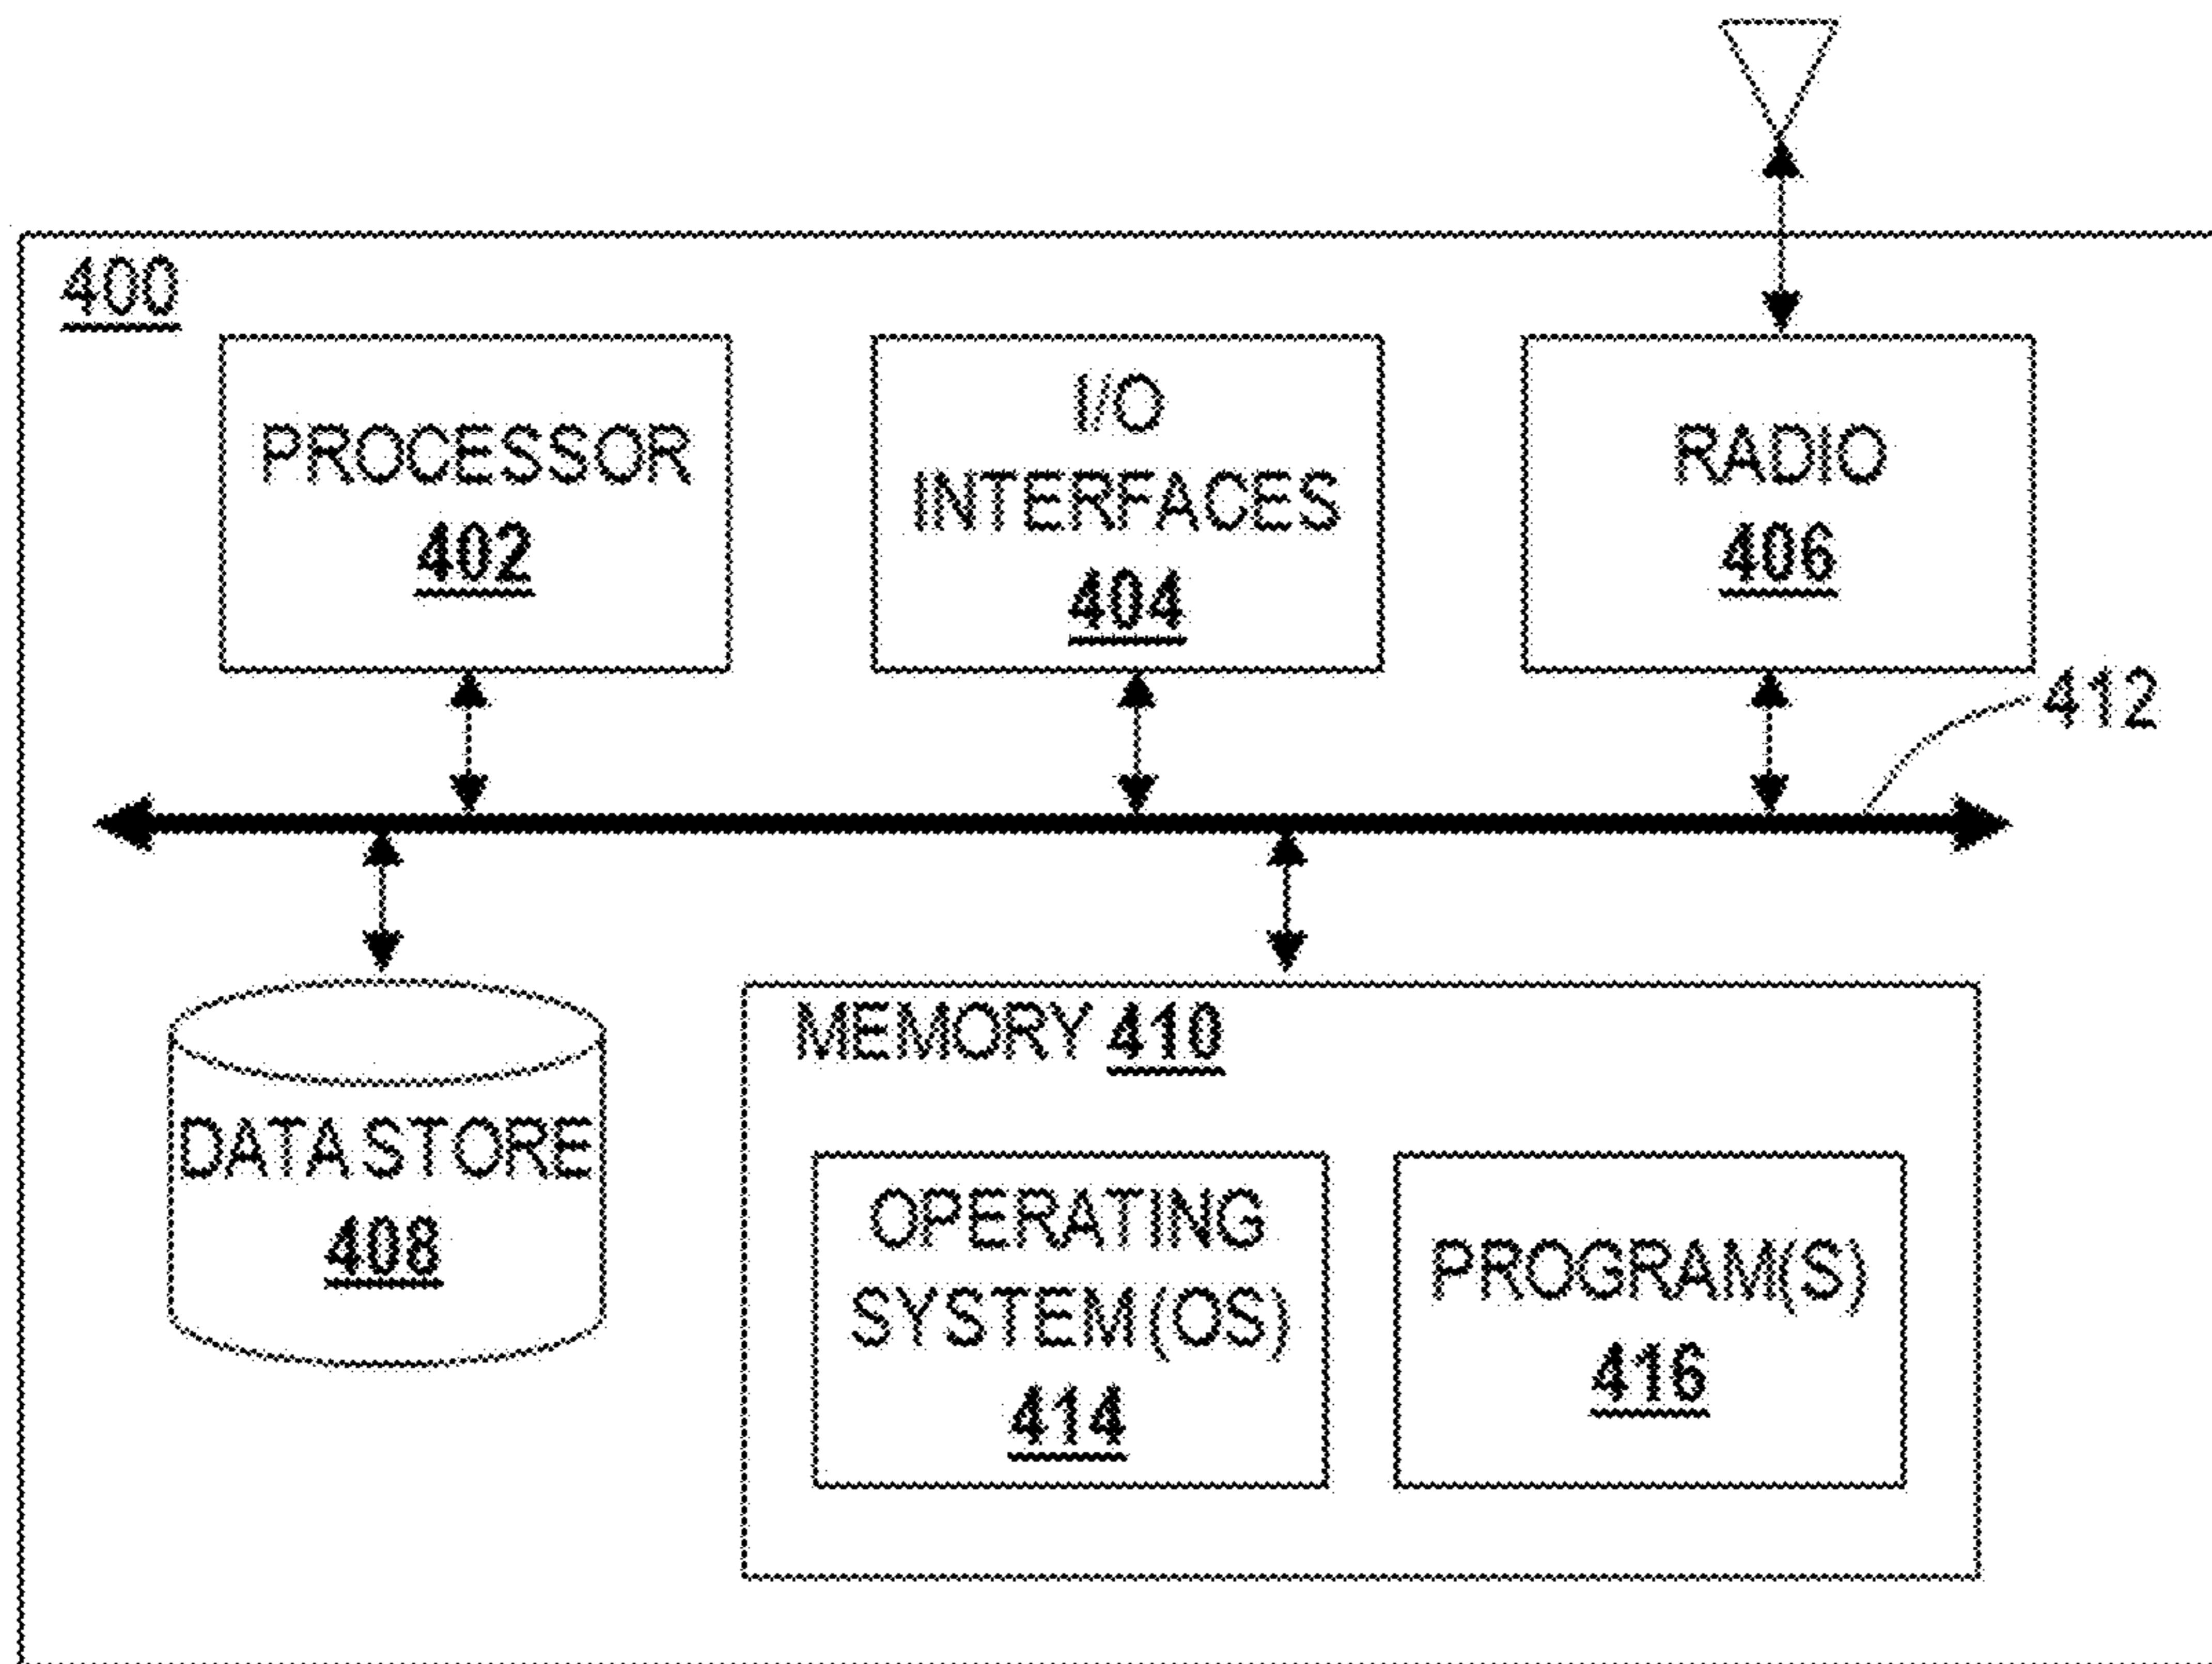 400
PROCESSOR
402
I/O
INTERFACES
404
RADIO
406
412
DATA STORE
408
MEMORY 410
OPERATING
SYSTEM (OS)
414
PROGRAM(S)
416